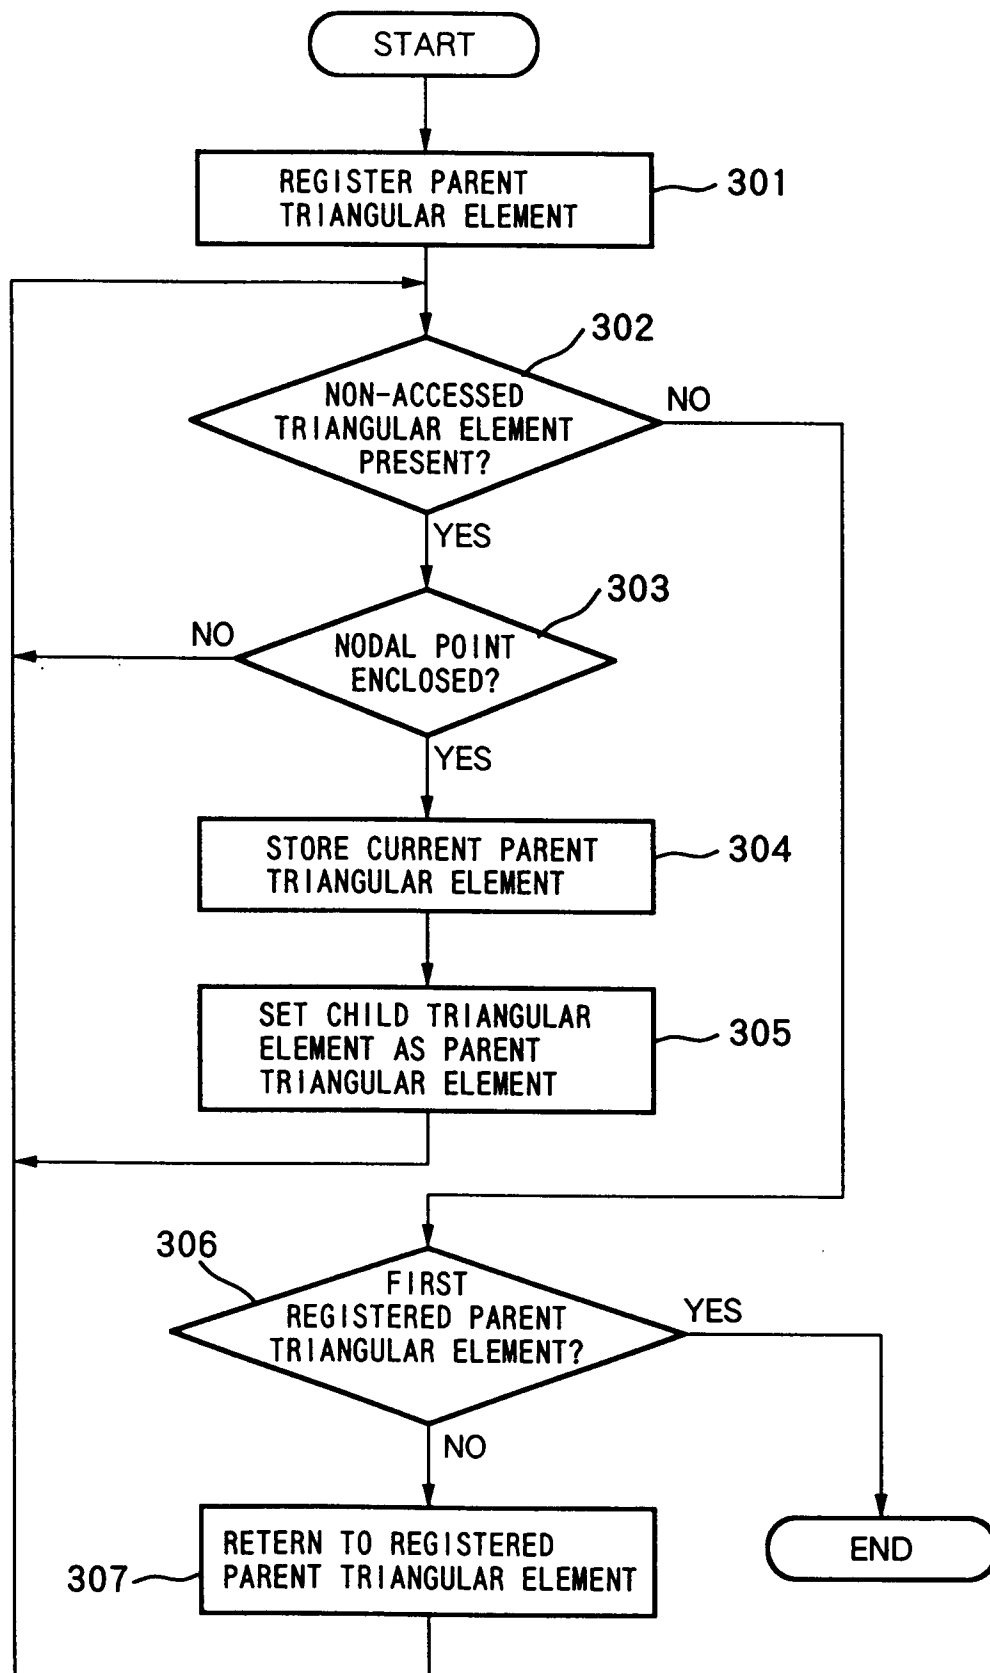 START
REGISTER PARENT
TRIANGULAR ELEMENT
301
302
NON-ACCESSED
TRIANGULAR ELEMENT
PRESENT?
NO
YES
303
NO
NODAL POINT
ENCLOSED?
YES
STORE CURRENT PARENT
TRIANGULAR ELEMENT
304
SET CHILD TRIANGULAR
ELEMENT AS PARENT
TRIANGULAR ELEMENT
305
306
FIRST
REGISTERED PARENT
TRIANGULAR ELEMENT?
YES
NO
RETERN TO REGISTERED
PARENT TRIANGULAR ELEMENT
307
END